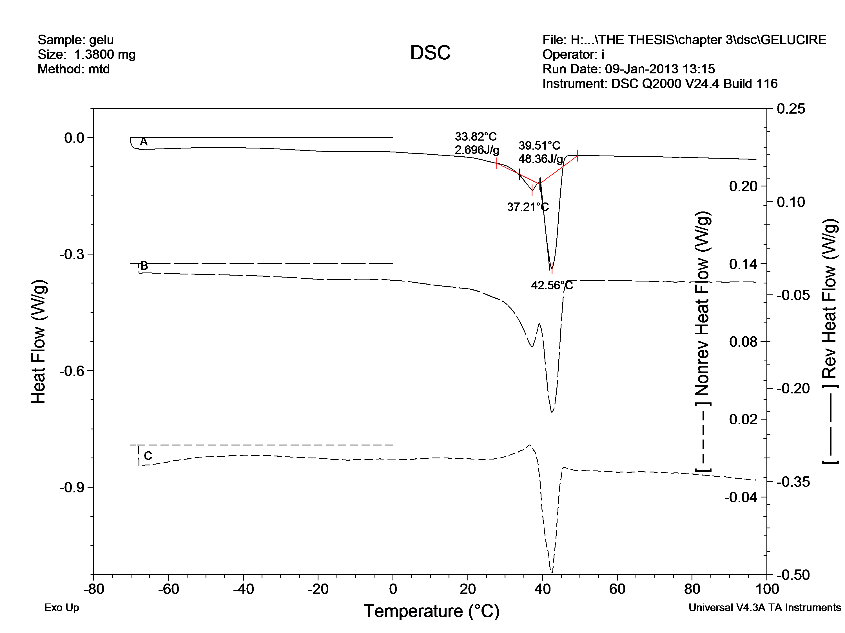 Sample: gelu
Size: 1.3800 mg
Method: mtd
DSC
File: H:...\THE THESIS\chapter 3\dsc\GELUCIRE
Operator: i
Run Date: 09-Jan-2013 13:15
Instrument: DSC Q2000 V24.4 Build 116
A
B
C
33.82°C
2.696J/g
39.51°C
48.36J/g
37.21°C
42.56°C
0.0
-0.3
-0.6
-0.9
Heat Flow (W/g)
0.20
0.14
0.08
0.02
-0.04
[ ––––– ] Nonrev Heat Flow (W/g)
0.25
0.10
-0.05
-0.20
-0.35
-0.50
[ –– –– ] Rev Heat Flow (W/g)
-80
-60
-40
-20
0
20
40
60
80
100
Exo Up
Temperature (°C)
Universal V4.3A TA Instruments